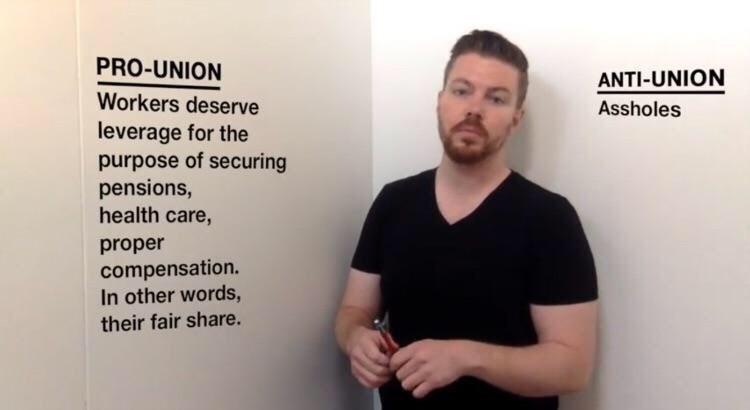 PRO-UNION
Workers deserve
leverage for the
purpose of securing
pensions,
health care,
proper
compensation.
In other words,
their fair share.
ANTI-UNION
Assholes